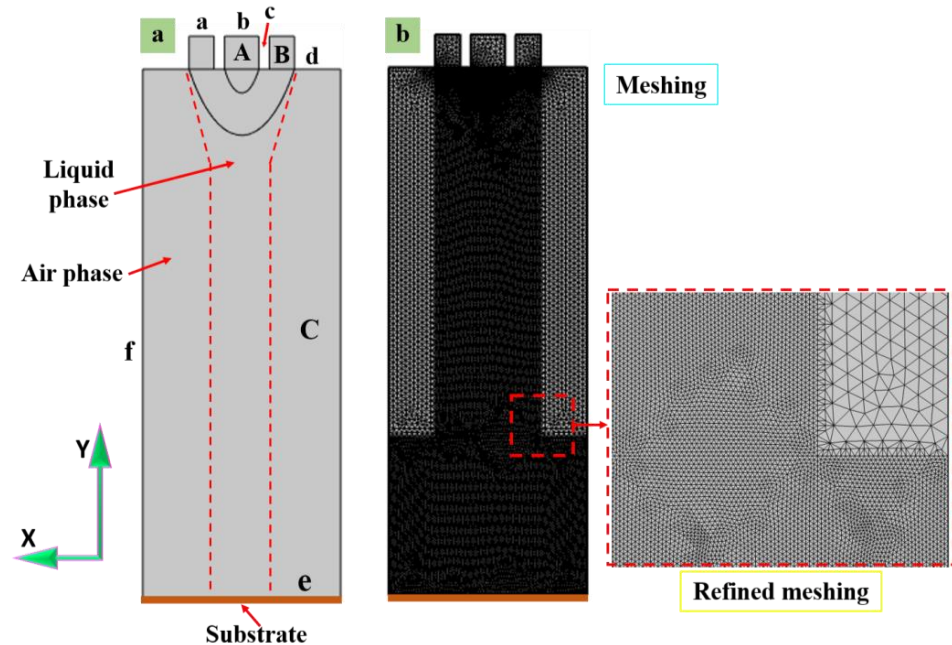 a
a
b
c
A
B
d
Liquid
phase
Air phase
C
f
Y
X
e
Substrate
b
Meshing
Refined meshing